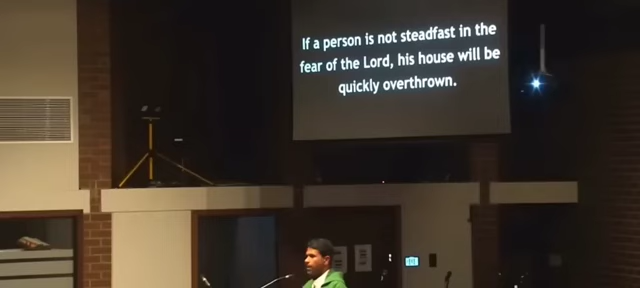 If a person is not steadfast in the
fear of the Lord, his house will be
quickly overthrown.